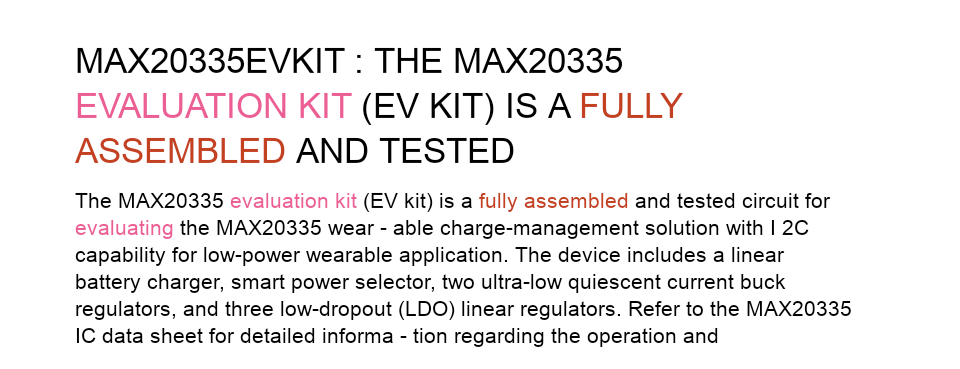 MAX20335EVKIT : THE MAX20335
EVALUATION KIT (EV KIT) IS A FULLY
ASSEMBLED AND TESTED
The MAX20335 evaluation kit (EV kit) is a fully assembled and tested circuit for
evaluating the MAX20335 wear - able charge-management solution with I 2C
capability for low-power wearable application. The device includes a linear
battery charger, smart power selector, two ultra-low quiescent current buck
regulators, and three low-dropout (LDO) linear regulators. Refer to the MAX20335
IC data sheet for detailed informa - tion regarding the operation and